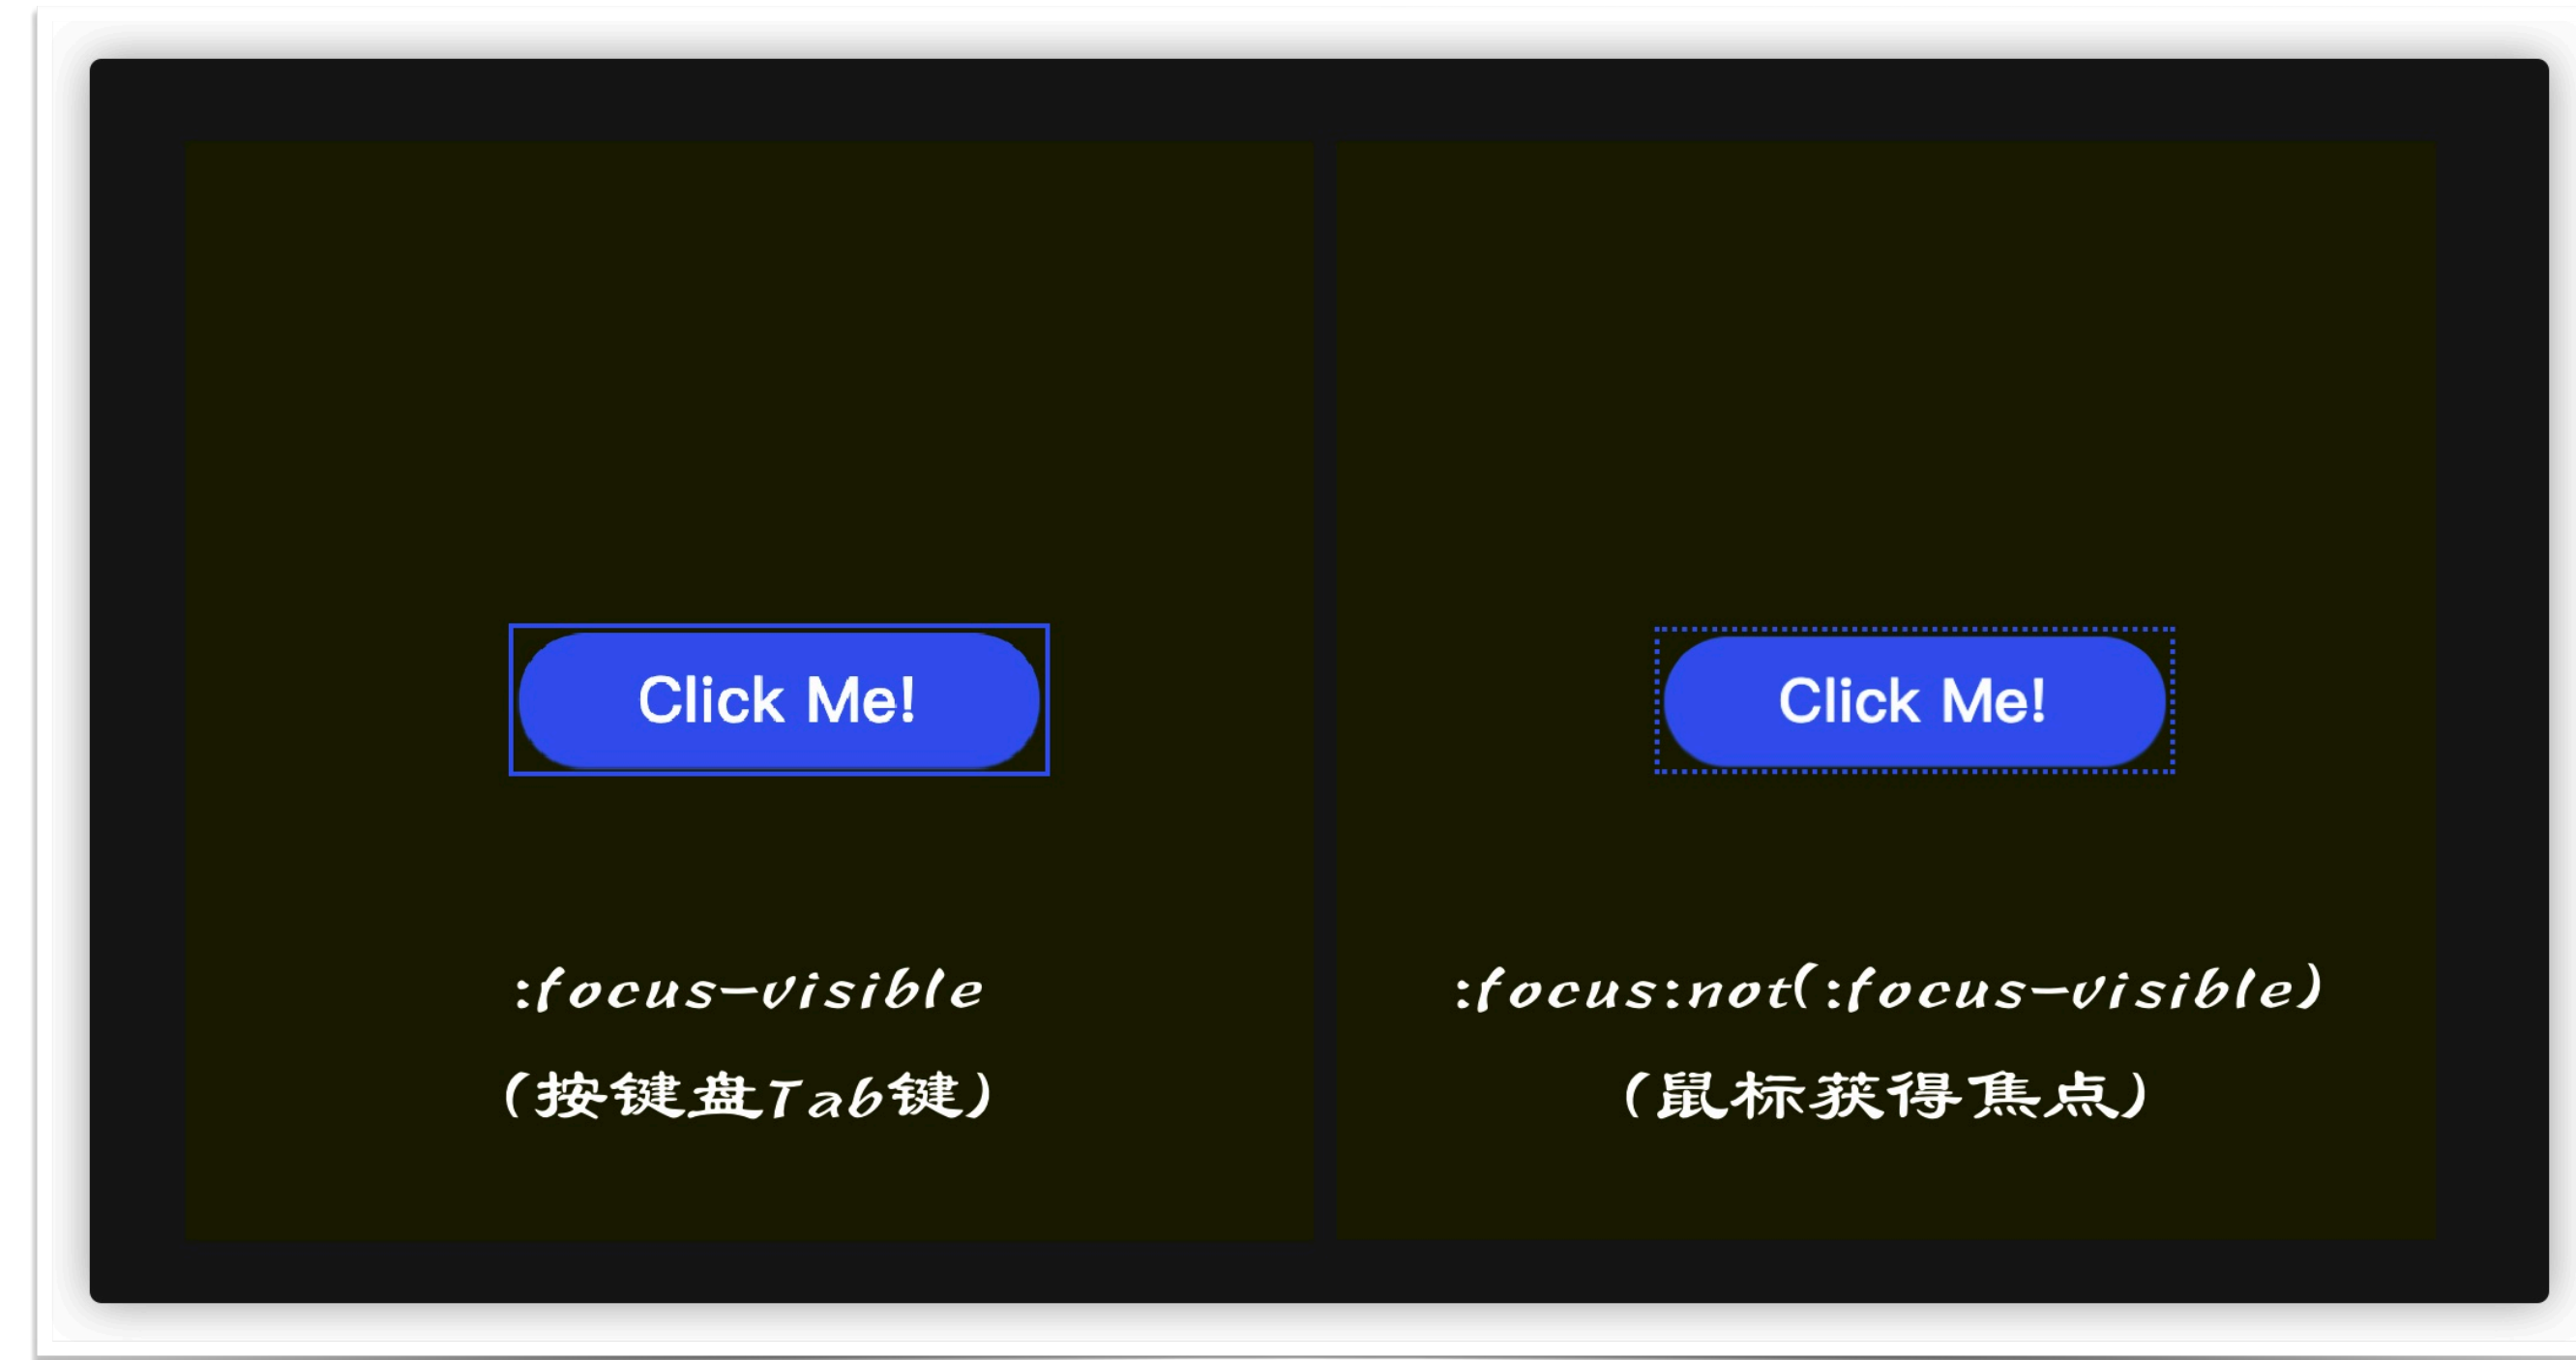 Click Me!
:focus-visible
(按键盘Tab键)
Click Me!
:focus:not(:focus-visible)
(鼠标获得焦点)